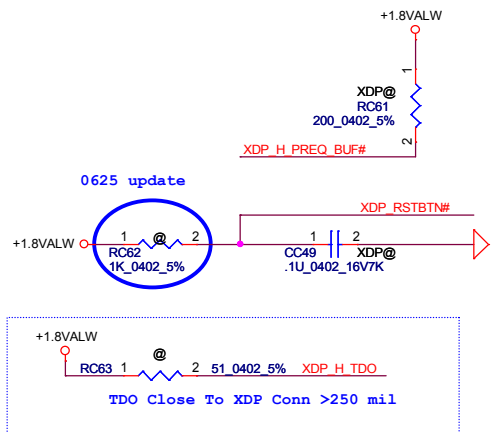 +1.8VALW
1
XDP@
RC61
200_0402_5%
2
XDP_H_PREQ_BUF#
0625 update
XDP_RSTBTN#
+1.8VALW 1 @ 2
RC62
1K_0402_5%
1 2
CC49 XDP@
.1U_0402_16V7K
+1.8VALW
@
RC63 1 2 51_0402_5% XDP_H_TDO
TDO Close To XDP Conn >250 mil